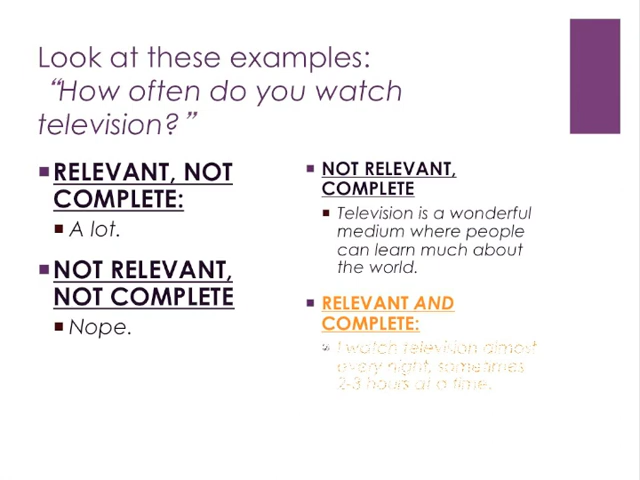 Look at these examples:
“How often do you watch
television?”
RELEVANT, NOT
COMPLETE:
A lot.
NOT RELEVANT,
NOT COMPLETE
Nope.
NOT RELEVANT,
COMPLETE
Television is a wonderful
medium where people
can learn much about
the world.
RELEVANT AND
COMPLETE:
I watch television almost
every night, sometimes
2-3 hours at a time.